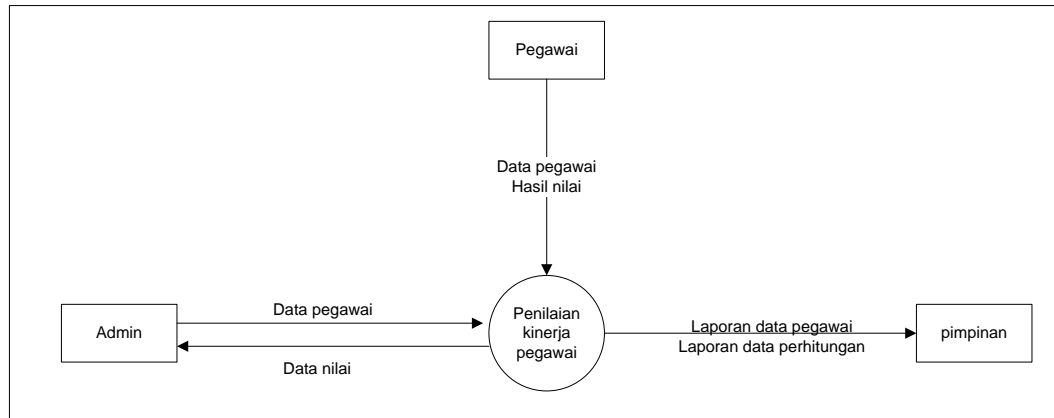 Pegawai
Data pegawai
Hasil nilai
Data pegawai
Admin
Data nilai
Penilaian
kinerja
pegawai
Laporan data pegawai
Laporan data perhitungan
pimpinan